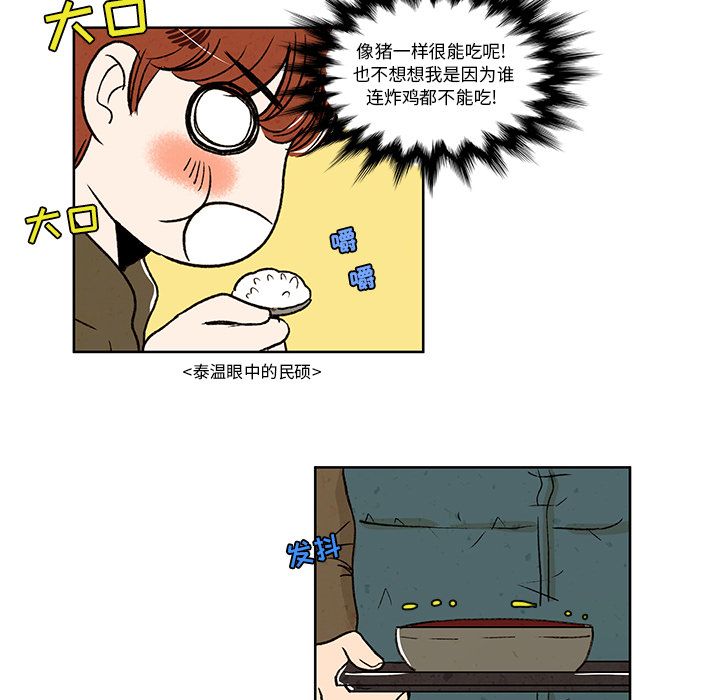 大口
像猪一样很能吃呢!
也不想想我是因为谁
连炸鸡都不能吃!
大口
嚼
嚼
<泰温眼中的民硕>
发抖